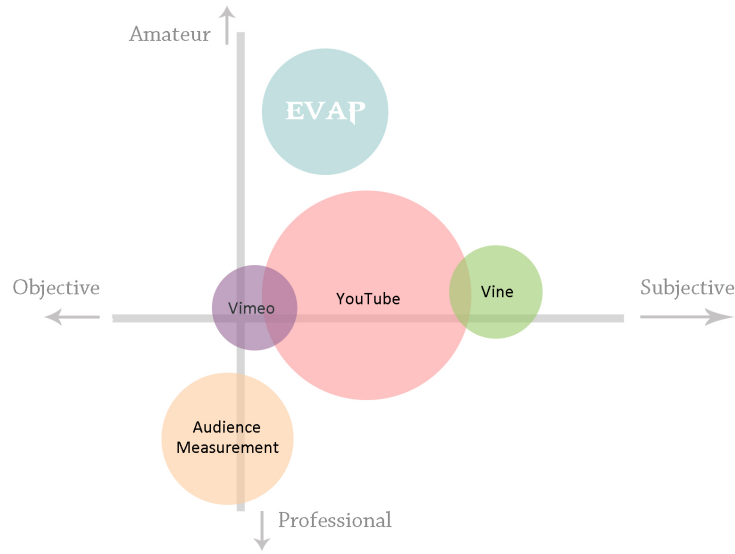 Amateur
EVAP
Objective
Subjective
Vimeo
YouTube
Vine
Audience
Measurement
Professional